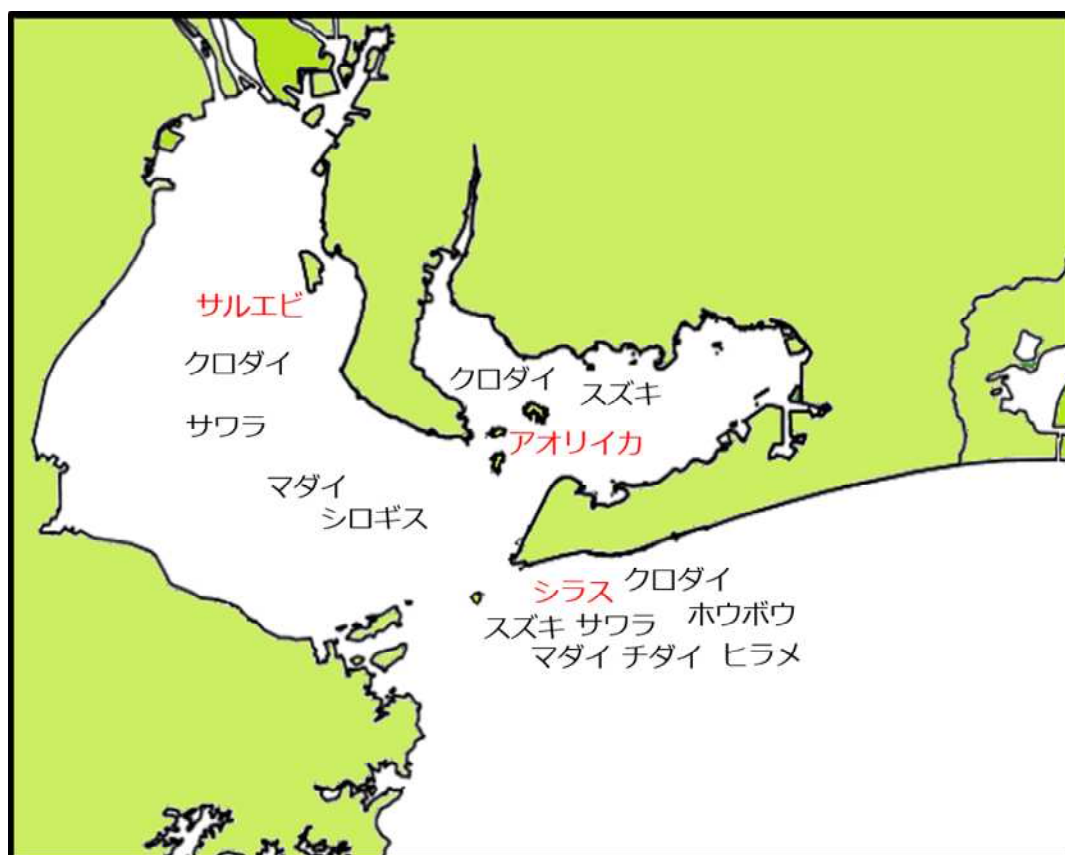 サルエビ
クロダイ
サワラ
マダイ
シロギス
クロダイ
スズキ
アオリイカ
シラス
クロダイ
ホウボウ
スズキ サワラ
マダイ チダイ ヒラメ